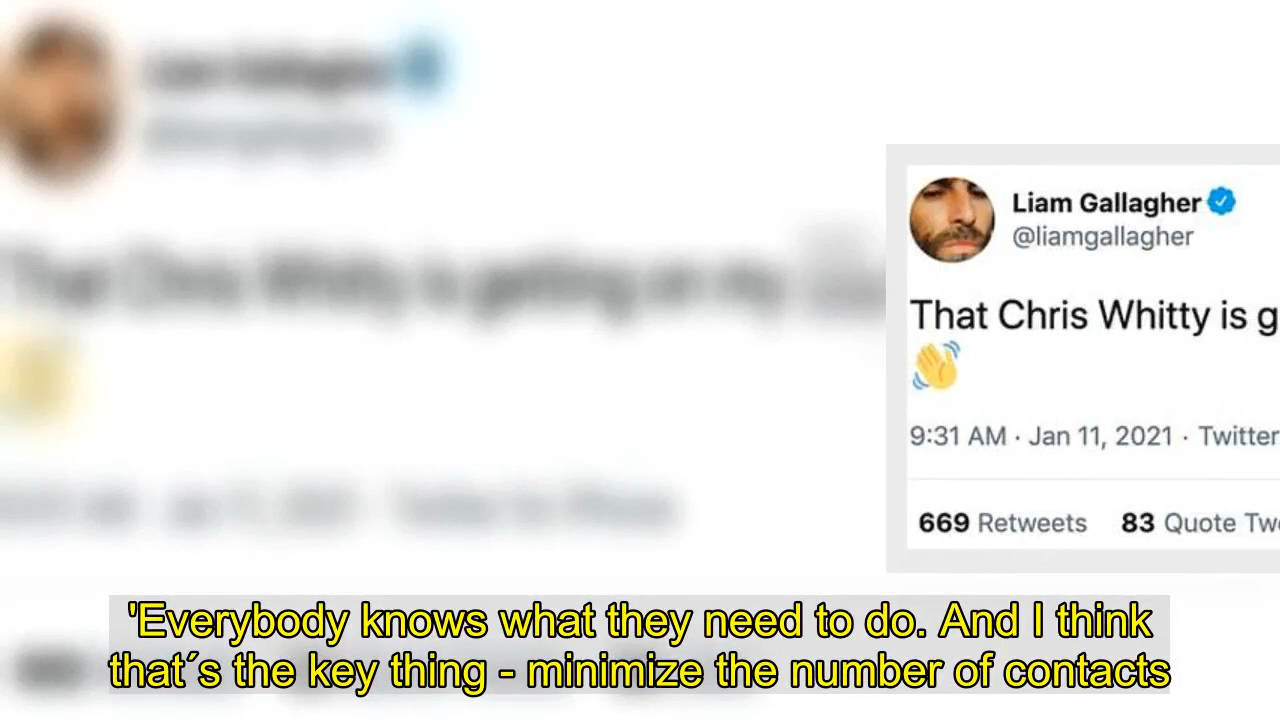 Liam Gallagher
@liamgallagher
That Chris Whitty is g
9:31 AM · Jan 11, 2021 · Twitter
669 Retweets 83 Quote Twe
'Everybody knows what they need to do. And I think
that´s the key thing - minimize the number of contacts